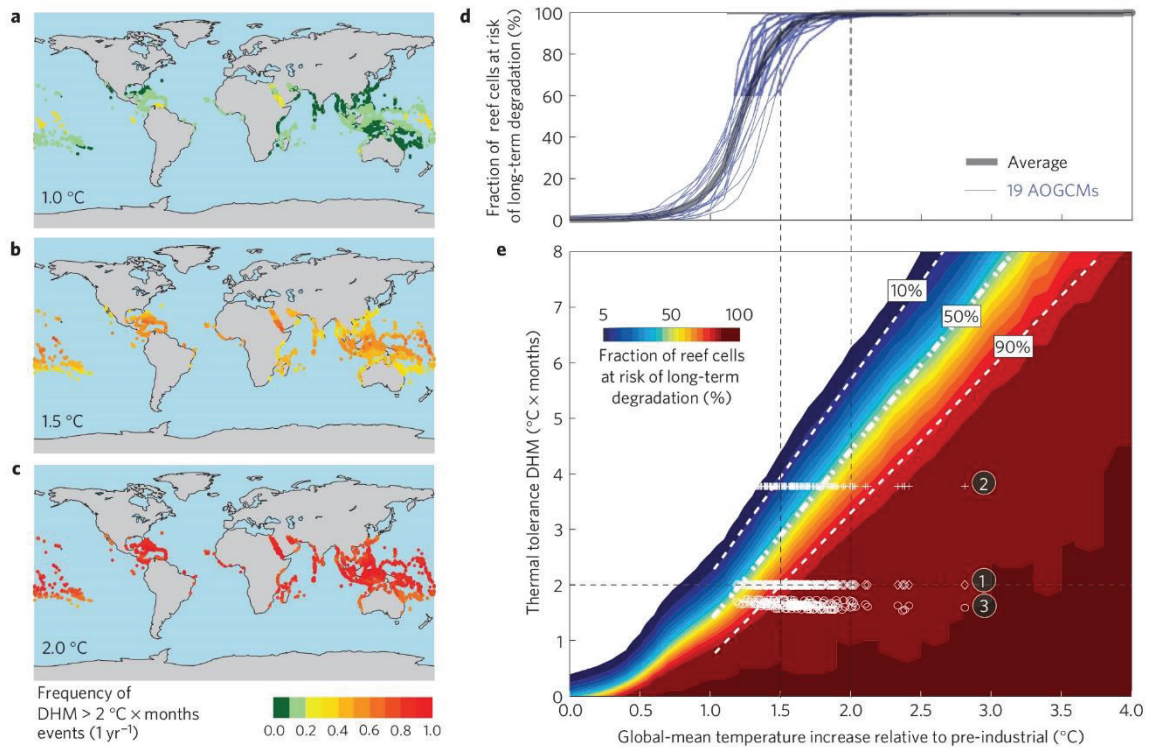 a
1.0 °C
b
1.5 °C
c
2.0 °C
Frequency of
DHM > 2 °C × months
events (1 yr⁻¹)
0.0 0.2 0.4 0.6 0.8 1.0
d
Fraction of reef cells at risk
of long-term degradation (%)
100
80
60
40
20
0
Average
19 AOGCMs
e
Thermal tolerance DHM (°C × months)
8
7
6
5
4
3
2
1
0
10%
50%
90%
5 50 100
Fraction of reef cells
at risk of long-term
degradation (%)
2
1
3
0.0 0.5 1.0 1.5 2.0 2.5 3.0 3.5 4.0
Global-mean temperature increase relative to pre-industrial (°C)